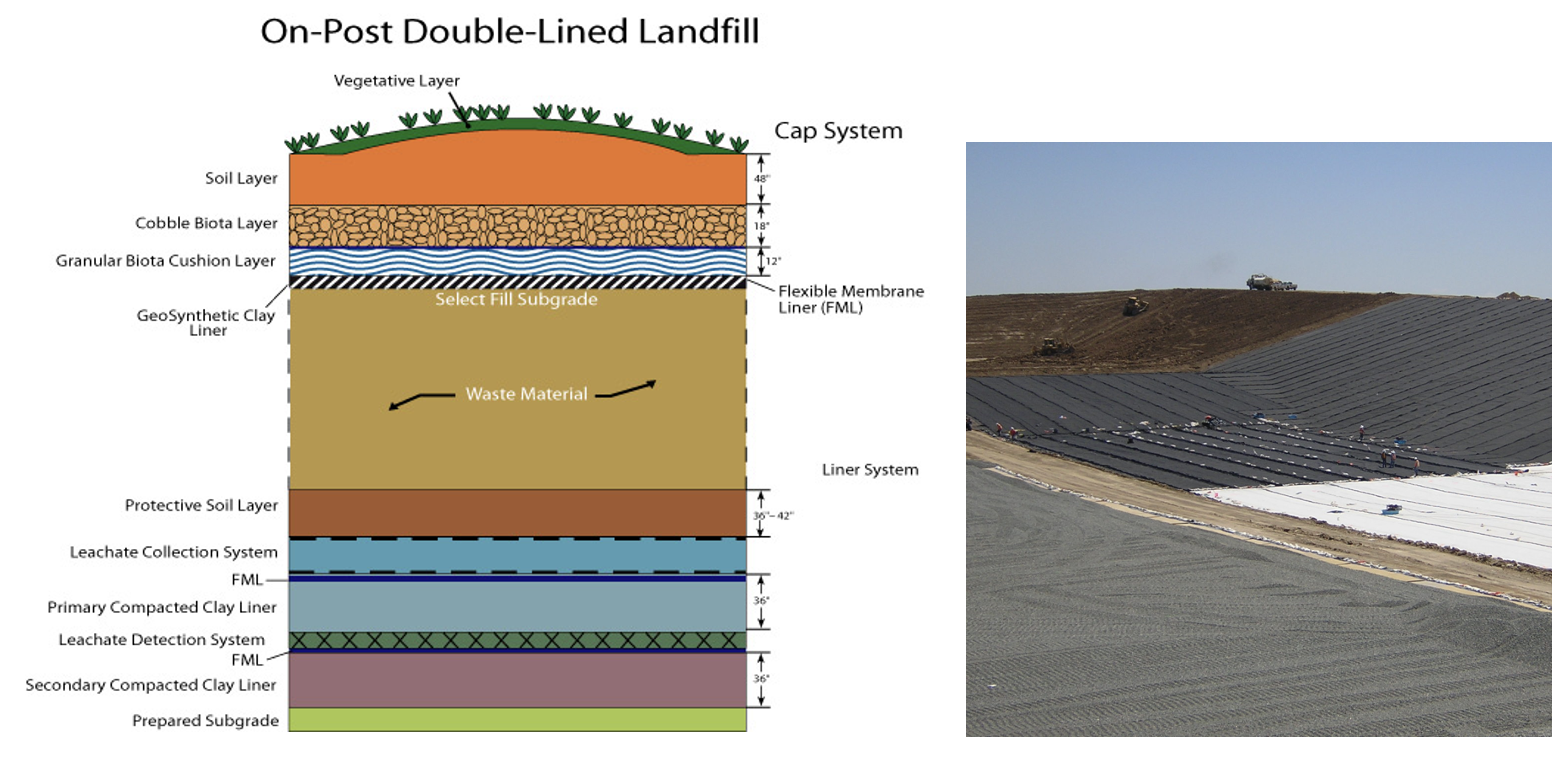 On-Post Double-Lined Landfill
Vegetative Layer
Cap System
Soil Layer
48"
Cobble Biota Layer
18"
Granular Biota Cushion Layer
12"
GeoSynthetic Clay
Liner
Select Fill Subgrade
Flexible Membrane
Liner (FML)
Waste Material
Liner System
Protective Soil Layer
36"- 42"
Leachate Collection System
FML
Primary Compacted Clay Liner
36"
Leachate Detection System
FML
Secondary Compacted Clay Liner
36"
Prepared Subgrade